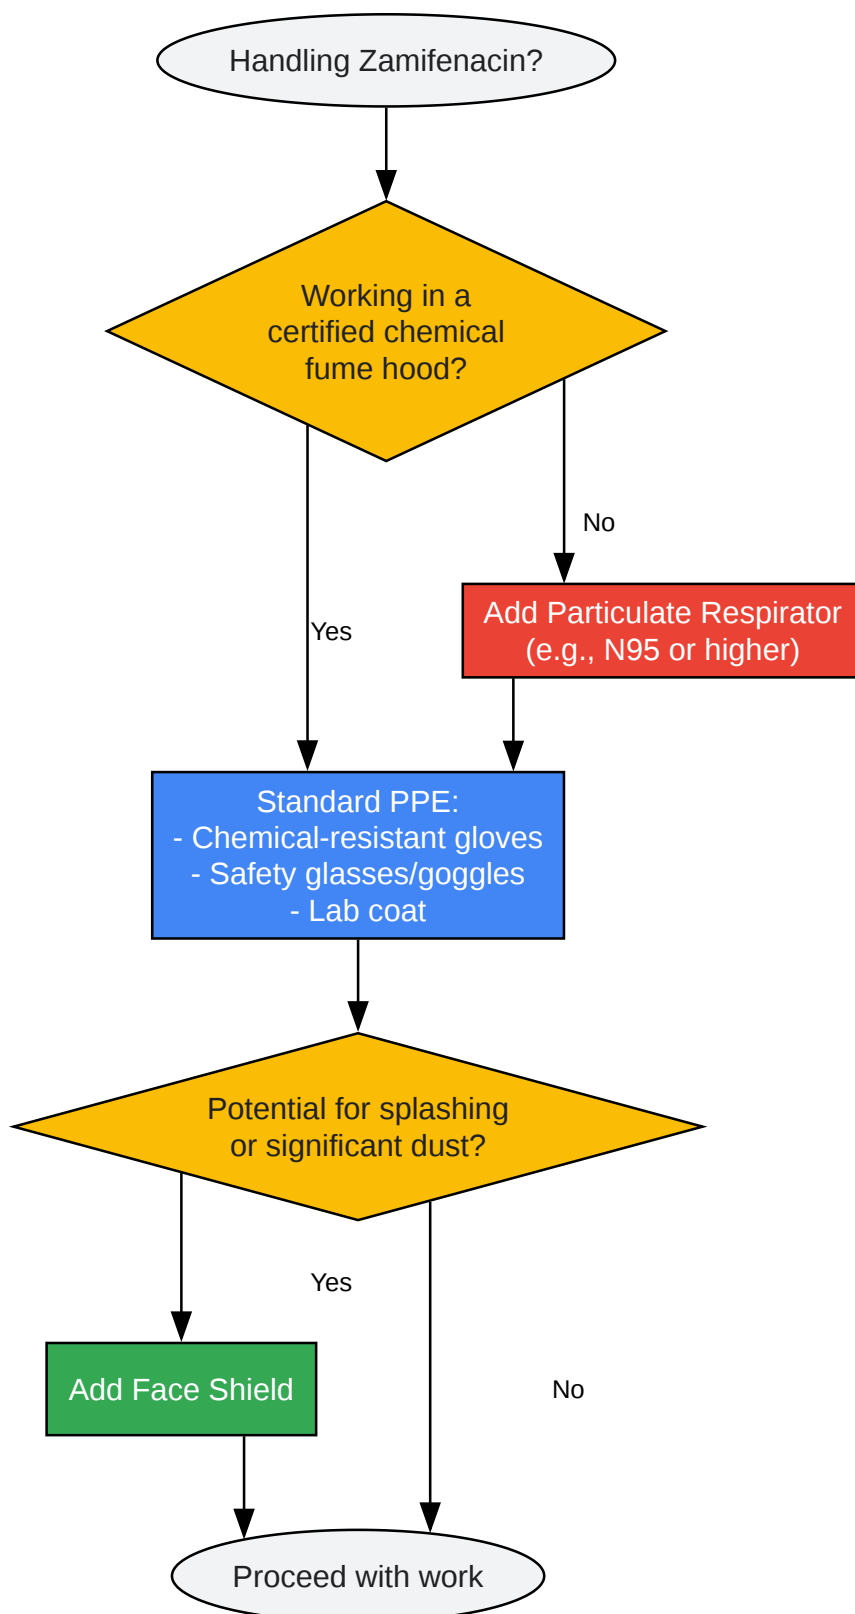 Handling Zamifenacin?
Working in a
certified chemical
fume hood?
No
Add Particulate Respirator
(e.g., N95 or higher)
Yes
Standard PPE:
- Chemical-resistant gloves
- Safety glasses/goggles
- Lab coat
Potential for splashing
or significant dust?
Yes
Add Face Shield
No
Proceed with work